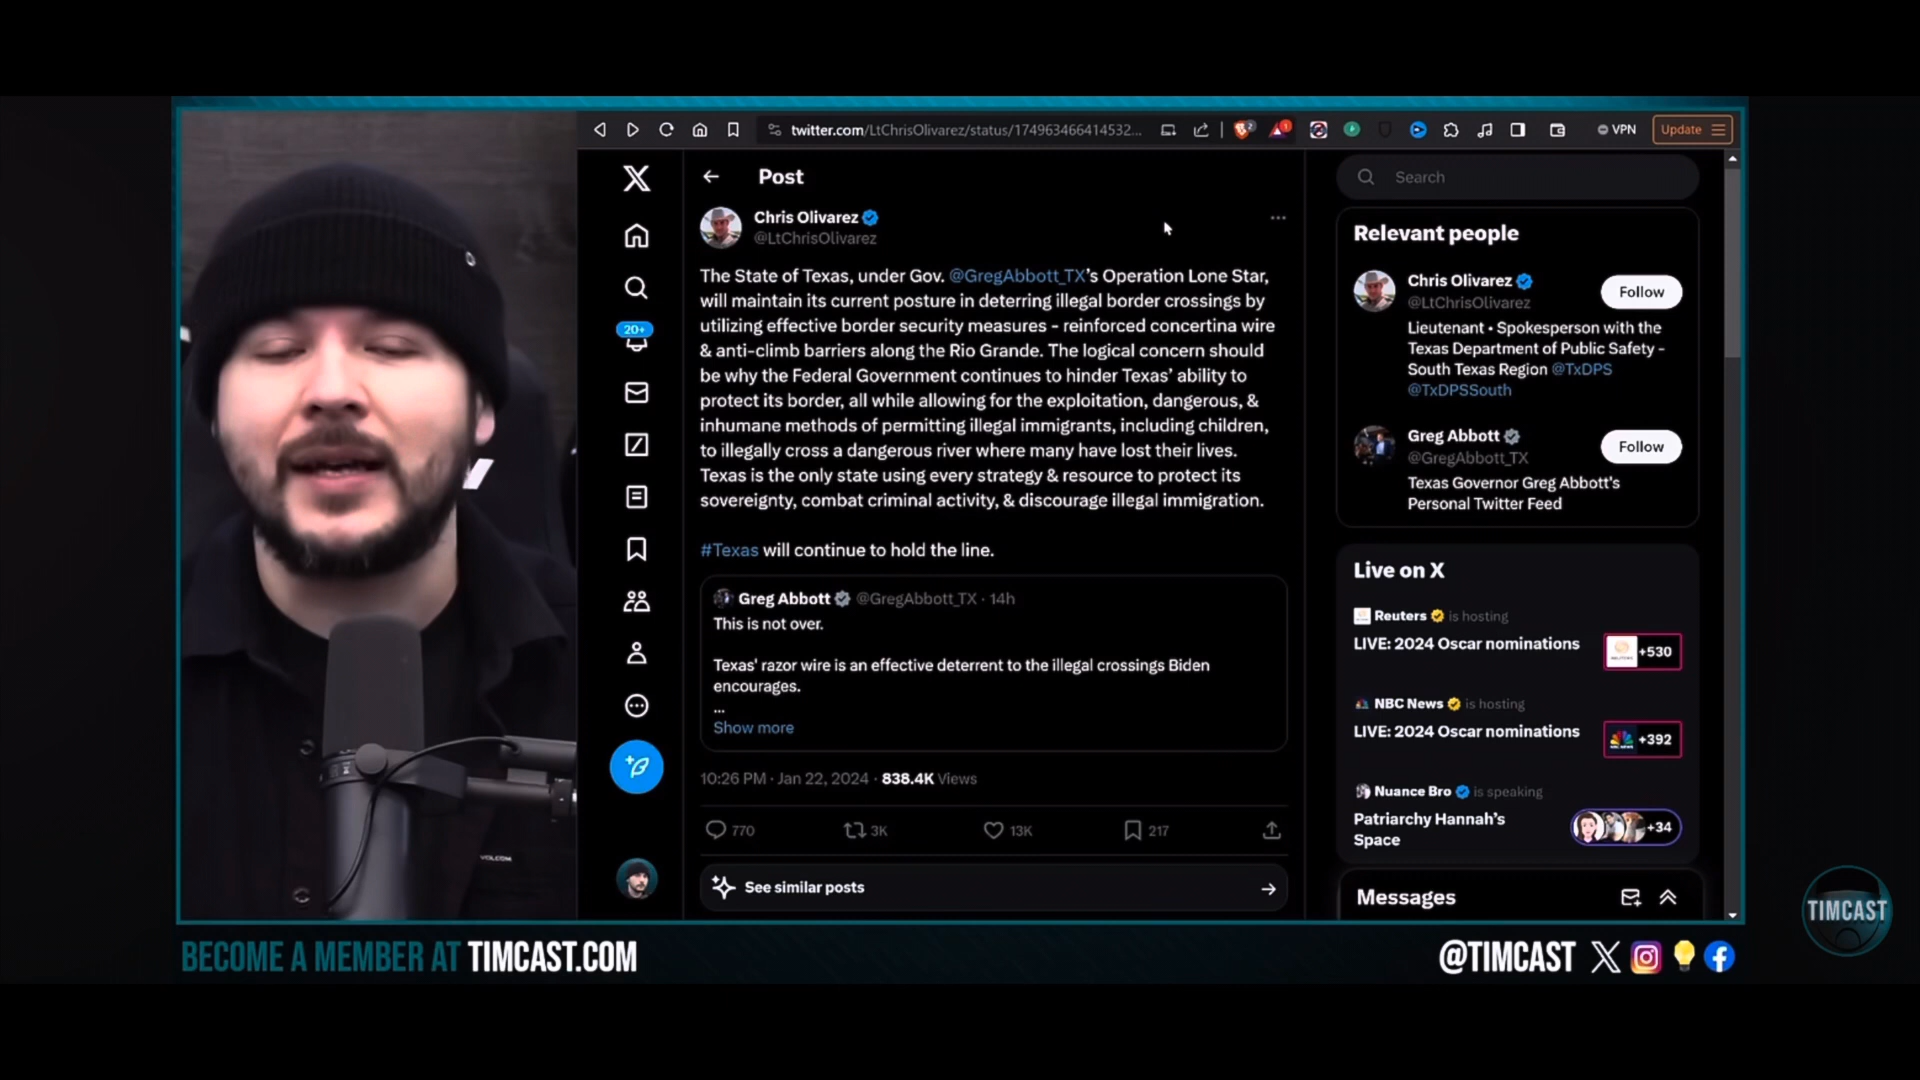 twitter.com/LtChrisOlivarez/status/174963466414532...
2
1
VPN
Update
Post
Search
Chris Olivarez
@LtChrisOlivarez
The State of Texas, under Gov. @GregAbbott_TX's Operation Lone Star,
will maintain its current posture in deterring illegal border crossings by
utilizing effective border security measures - reinforced concertina wire
& anti-climb barriers along the Rio Grande. The logical concern should
be why the Federal Government continues to hinder Texas' ability to
protect its border, all while allowing for the exploitation, dangerous, &
inhumane methods of permitting illegal immigrants, including children,
to illegally cross a dangerous river where many have lost their lives.
Texas is the only state using every strategy & resource to protect its
sovereignty, combat criminal activity, & discourage illegal immigration.
#Texas will continue to hold the line.
Greg Abbott @GregAbbott_TX · 14h
This is not over.
Texas' razor wire is an effective deterrent to the illegal crossings Biden
encourages.
...
Show more
10:26 PM · Jan 22, 2024 · 838.4K Views
770
3K
13K
217
See similar posts
20+
Relevant people
Chris Olivarez
@LtChrisOlivarez
Follow
Lieutenant • Spokesperson with the
Texas Department of Public Safety -
South Texas Region @TxDPS
@TxDPSSouth
Greg Abbott
@GregAbbott_TX
Follow
Texas Governor Greg Abbott's
Personal Twitter Feed
Live on X
Reuters is hosting
LIVE: 2024 Oscar nominations
+530
NBC News is hosting
LIVE: 2024 Oscar nominations
+392
Nuance Bro is speaking
Patriarchy Hannah's
Space
+34
Messages
VOLCOM
TIMCAST
BECOME A MEMBER AT TIMCAST.COM
@TIMCAST